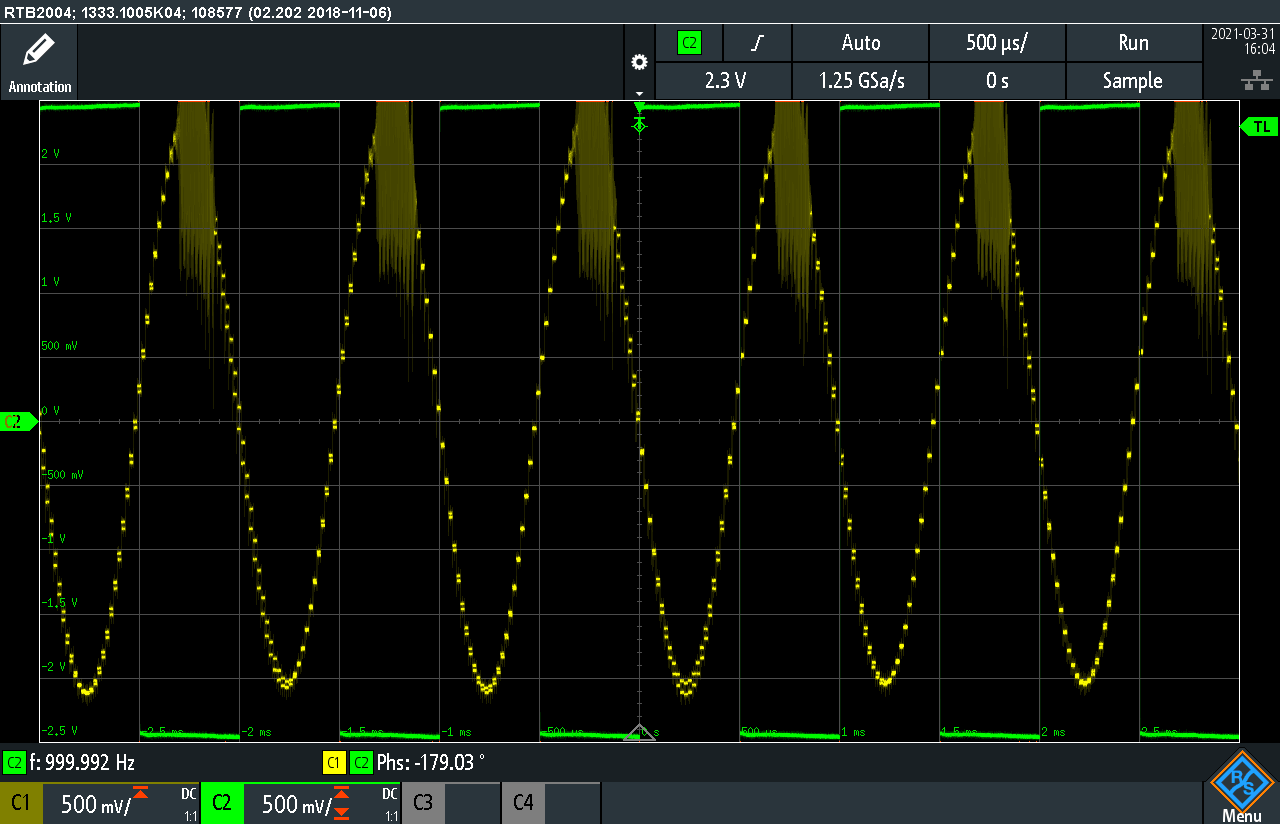 RTB2004; 1333.1005K04; 108577 (02.202 2018-11-06)
Annotation
C2 Auto 500 µs/ Run
2.3 V 1.25 GSa/s 0 s Sample
2021-03-31
16:04
TL
2 V
1.5 V
1 V
500 mV
0 V
C2
-500 mV
-1 V
-1.5 V
-2 V
-2.5 V
-2.5 ms -2 ms -1.5 ms -1 ms -500 µs 0 s 500 µs 1 ms 1.5 ms 2 ms 2.5 ms
C2 f: 999.992 Hz C1 C2 Phs: -179.03 °
C1 500 mV/ DC 1:1 C2 500 mV/ DC 1:1 C3 C4
R&S
Menu